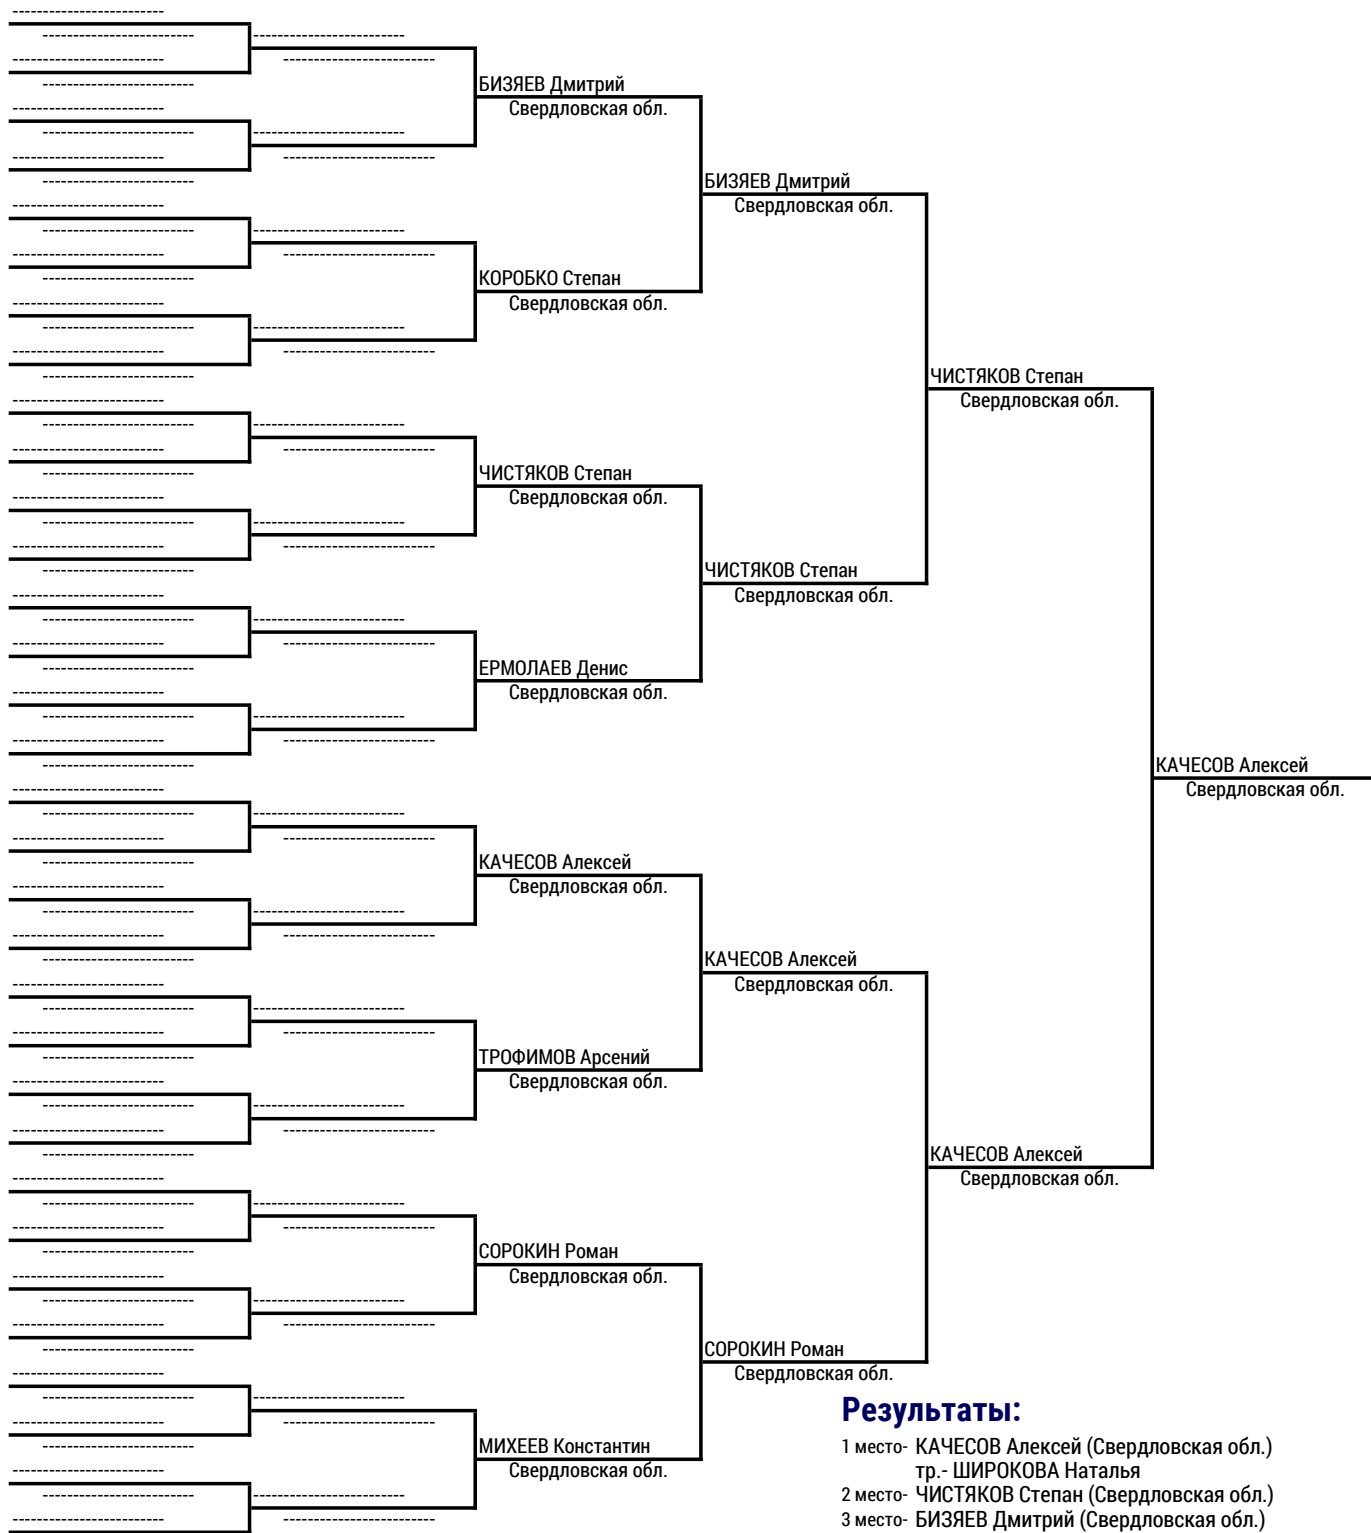 БИЗЯЕВ Дмитрий
Свердловская обл.
БИЗЯЕВ Дмитрий
Свердловская обл.
КОРОБКО Степан
Свердловская обл.
ЧИСТЯКОВ Степан
Свердловская обл.
ЧИСТЯКОВ Степан
Свердловская обл.
ЧИСТЯКОВ Степан
Свердловская обл.
ЕРМОЛАЕВ Денис
Свердловская обл.
КАЧЕСОВ Алексей
Свердловская обл.
КАЧЕСОВ Алексей
Свердловская обл.
КАЧЕСОВ Алексей
Свердловская обл.
ТРОФИМОВ Арсений
Свердловская обл.
КАЧЕСОВ Алексей
Свердловская обл.
СОРОКИН Роман
Свердловская обл.
СОРОКИН Роман
Свердловская обл.
МИХЕЕВ Константин
Свердловская обл.
Результаты:
1 место- КАЧЕСОВ Алексей (Свердловская обл.)
тр.- ШИРОКОВА Наталья
2 место- ЧИСТЯКОВ Степан (Свердловская обл.)
3 место- БИЗЯЕВ Дмитрий (Свердловская обл.)